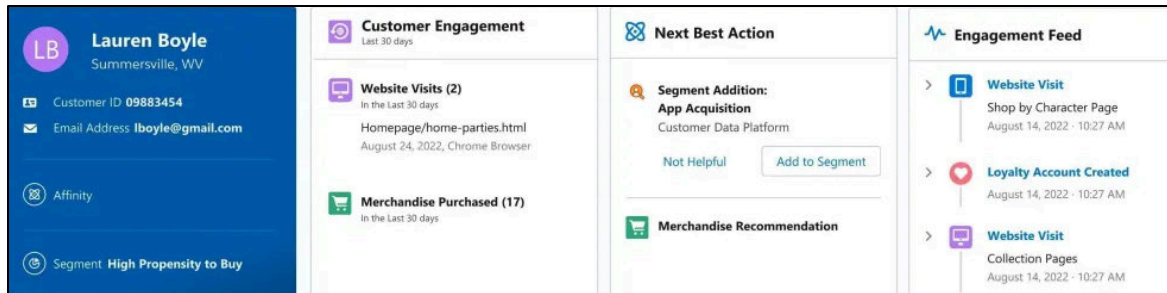 LB
Lauren Boyle
Summersville, WV
Customer ID 09883454
Email Address lboyle@gmail.com
Affinity
Segment High Propensity to Buy
Customer Engagement
Last 30 days
Website Visits (2)
In the Last 30 days
Homepage/home-parties.html
August 24, 2022, Chrome Browser
Merchandise Purchased (17)
In the Last 30 days
Next Best Action
Segment Addition:
App Acquisition
Customer Data Platform
Not Helpful
Add to Segment
Merchandise Recommendation
Engagement Feed
Website Visit
Shop by Character Page
August 14, 2022 · 10:27 AM
Loyalty Account Created
August 14, 2022 · 10:27 AM
Website Visit
Collection Pages
August 14, 2022 · 10:27 AM